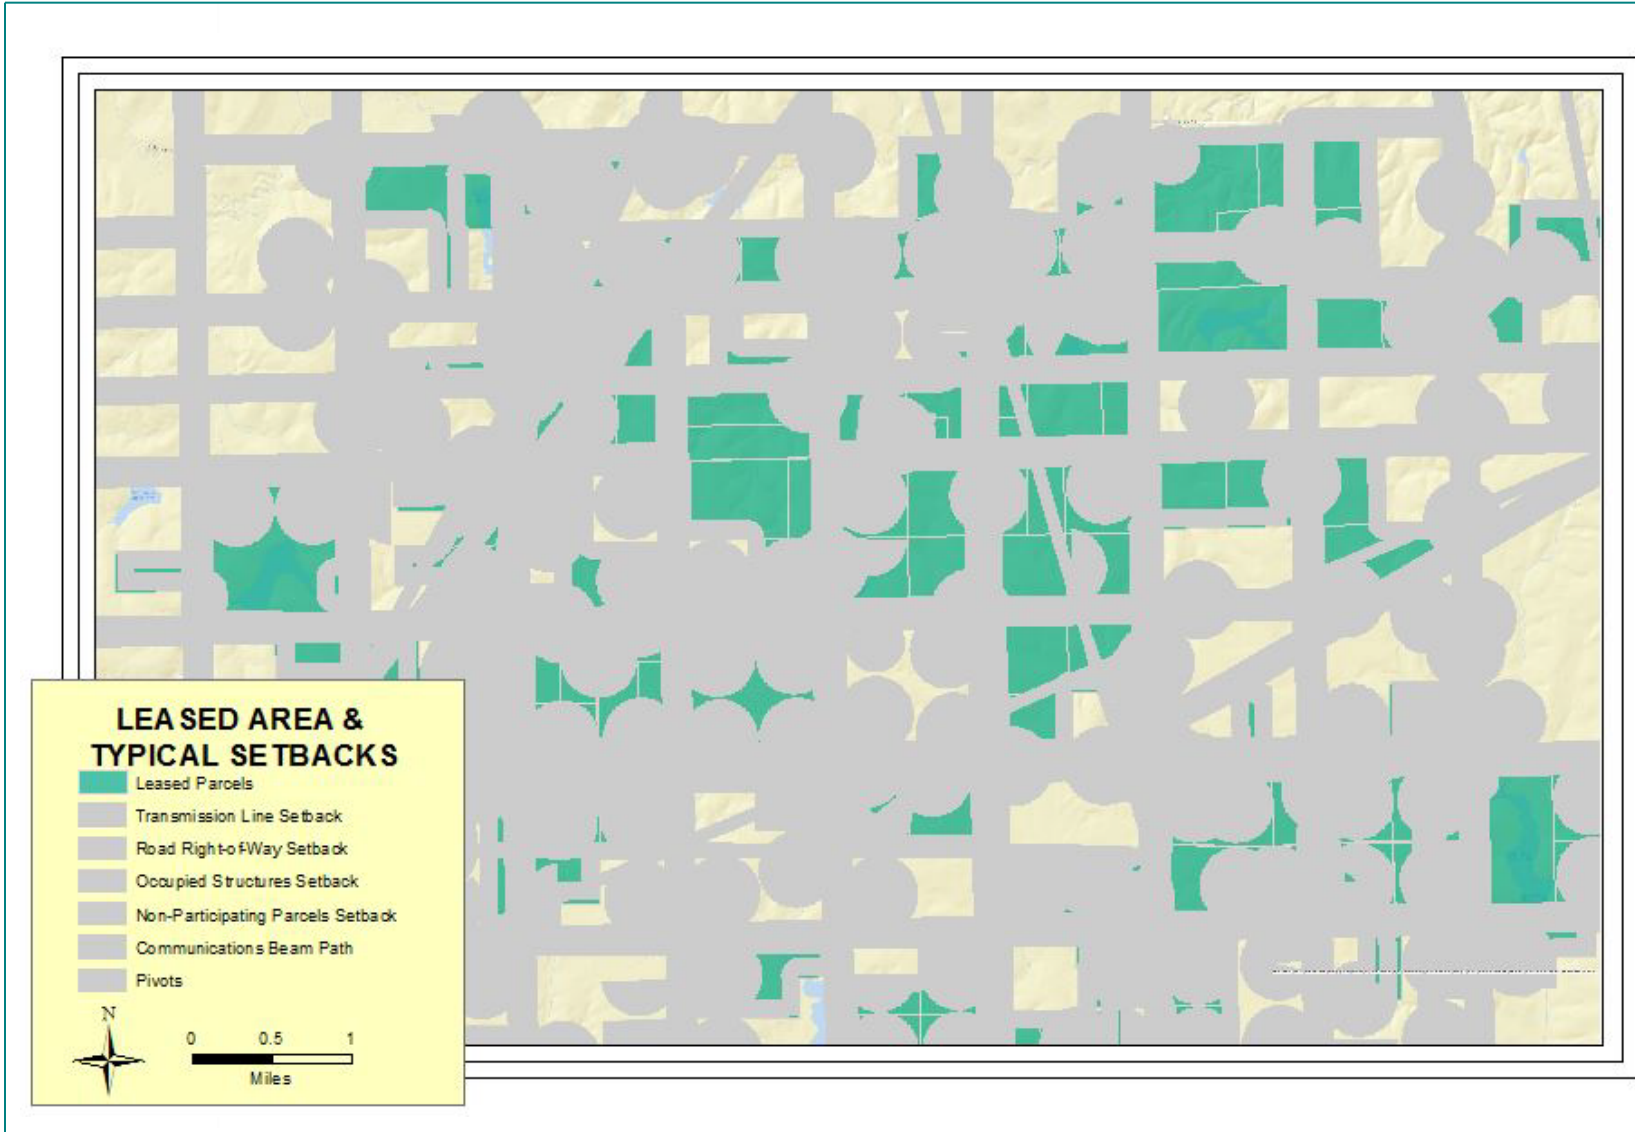 LEASED AREA &
TYPICAL SETBACKS
Leased Parcels
Transmission Line Setback
Road Right-of-Way Setback
Occupied Structures Setback
Non-Participating Parcels Setback
Communications Beam Path
Pivots
N
0 0.5 1
Miles